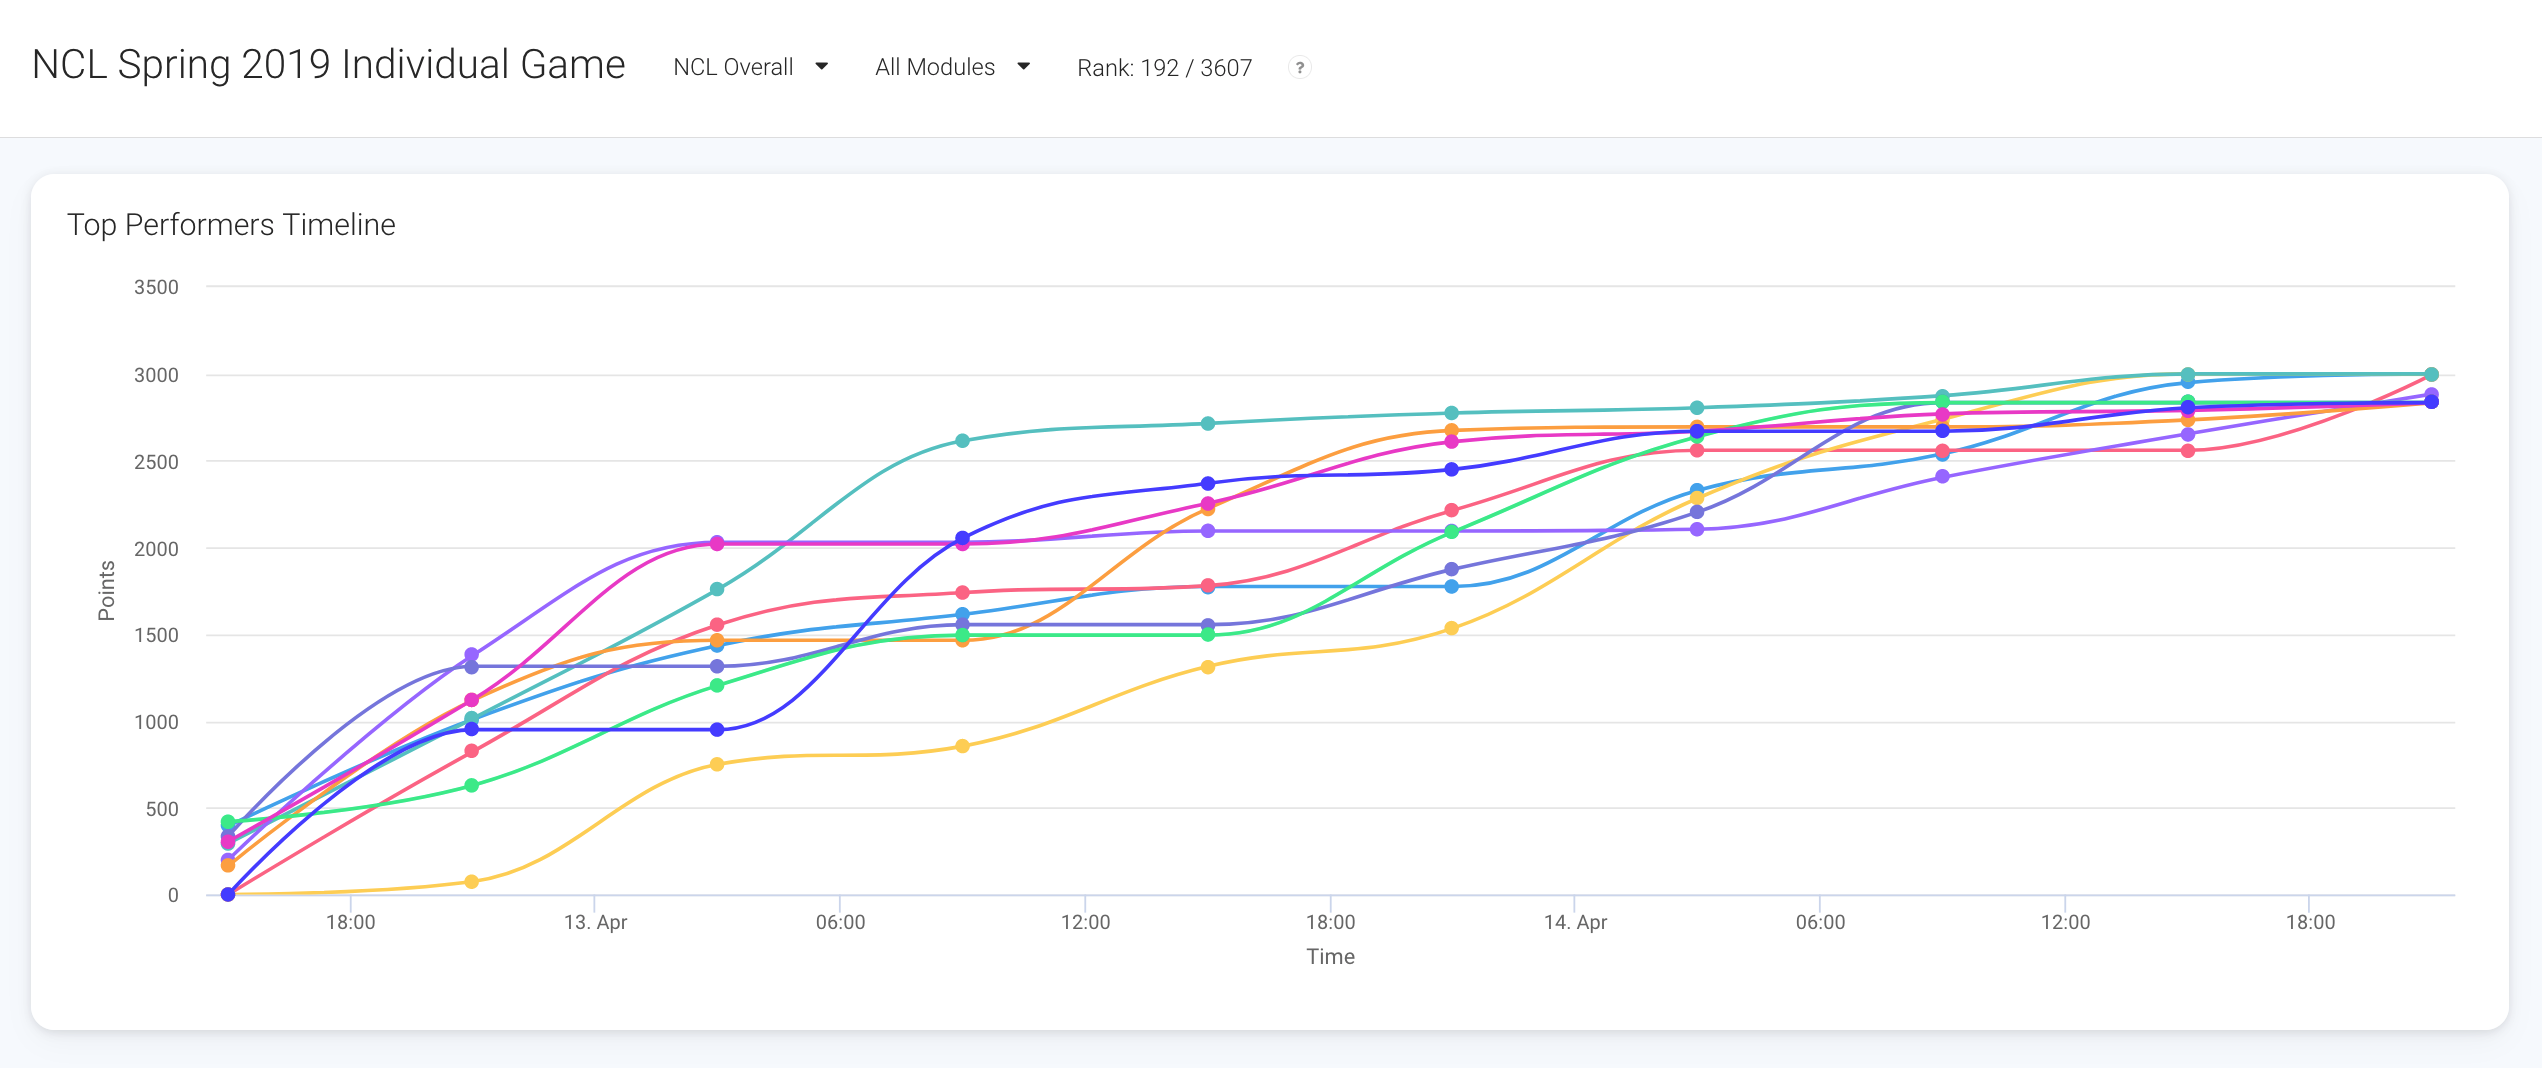 NCL Spring 2019 Individual Game NCL Overall All Modules Rank: 192 / 3607 ?
Top Performers Timeline
3500
3000
2500
2000
1500
1000
500
0
Points
18:00 13. Apr 06:00 12:00 18:00 14. Apr 06:00 12:00 18:00
Time